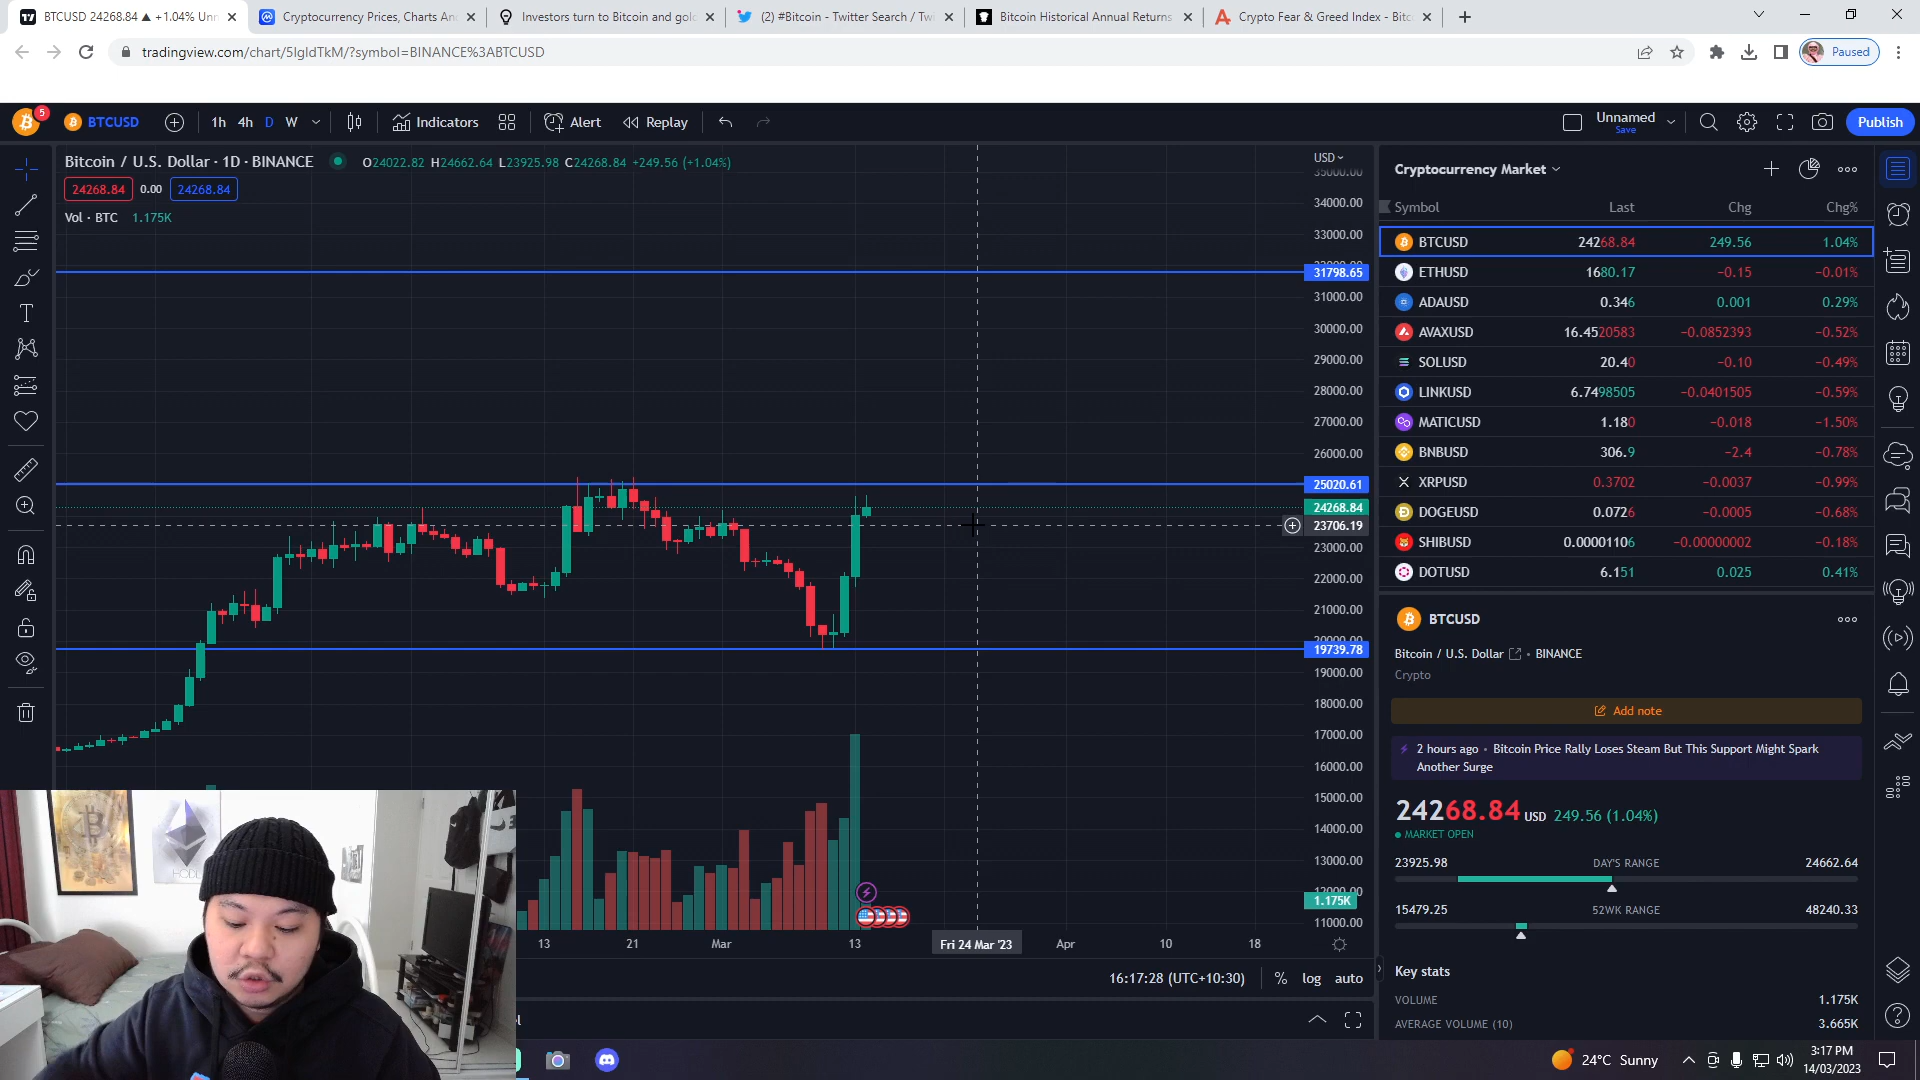 BTCUSD 24268.84 ▲ +1.04% Unn
Cryptocurrency Prices, Charts An
Investors turn to Bitcoin and gol
(2) #Bitcoin - Twitter Search / Twi
Bitcoin Historical Annual Returns
Crypto Fear & Greed Index - Bitc
tradingview.com/chart/5IgIdTkM/?symbol=BINANCE%3ABTCUSD
Paused
5
BTCUSD
1h 4h D W
Indicators
Alert
Replay
Unnamed
Save
Publish
Bitcoin / U.S. Dollar · 1D · BINANCE
O24022.82 H24662.64 L23925.98 C24268.84 +249.56 (+1.04%)
24268.84 0.00 24268.84
Vol · BTC 1.175K
USD
35000.00
34000.00
33000.00
31798.65
31000.00
30000.00
29000.00
28000.00
27000.00
26000.00
25020.61
24268.84
23706.19
23000.00
22000.00
21000.00
20000.00
19739.78
19000.00
18000.00
17000.00
16000.00
15000.00
14000.00
13000.00
12000.00
1.175K
11000.00
13 21 Mar 13 Fri 24 Mar '23 Apr 10 18
16:17:28 (UTC+10:30) % log auto
Cryptocurrency Market
Symbol Last Chg Chg%
BTCUSD 24268.84 249.56 1.04%
ETHUSD 1680.17 −0.15 −0.01%
ADAUSD 0.346 0.001 0.29%
AVAXUSD 16.4520583 −0.0852393 −0.52%
SOLUSD 20.40 −0.10 −0.49%
LINKUSD 6.7498505 −0.0401505 −0.59%
MATICUSD 1.180 −0.018 −1.50%
BNBUSD 306.9 −2.4 −0.78%
XRPUSD 0.3702 −0.0037 −0.99%
DOGEUSD 0.0726 −0.0005 −0.68%
SHIBUSD 0.00001106 −0.00000002 −0.18%
DOTUSD 6.151 0.025 0.41%
BTCUSD
Bitcoin / U.S. Dollar • BINANCE
Crypto
Add note
2 hours ago • Bitcoin Price Rally Loses Steam But This Support Might Spark
Another Surge
24268.84 USD 249.56 (1.04%)
MARKET OPEN
23925.98 DAY'S RANGE 24662.64
15479.25 52WK RANGE 48240.33
Key stats
VOLUME 1.175K
AVERAGE VOLUME (10) 3.665K
24°C Sunny
3:17 PM
14/03/2023